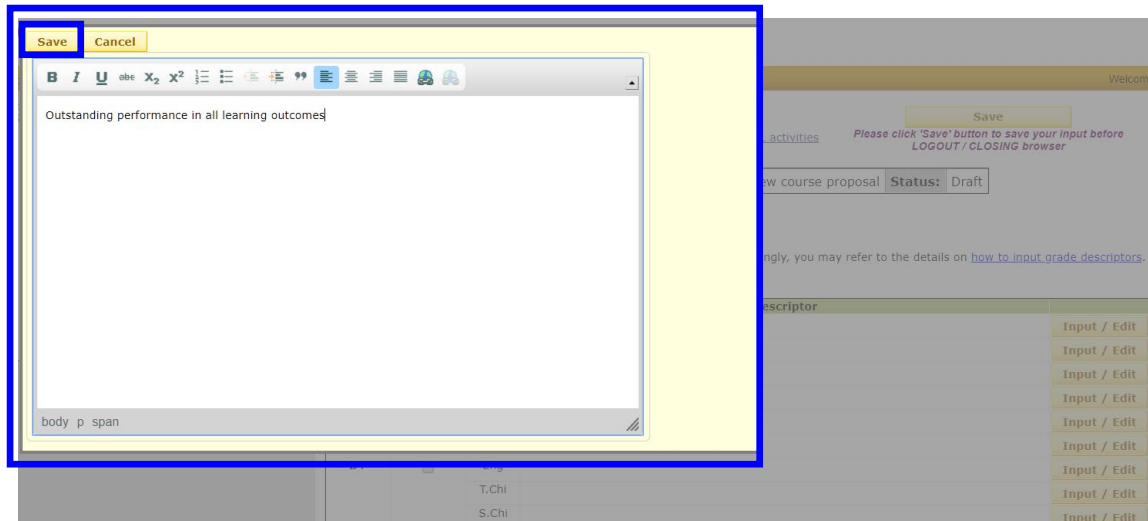 Save Cancel
B I U abc X₂ X²
Outstanding performance in all learning outcomes
body p span
Welcom
Save
activities
Please click 'Save' button to save your input before
LOGOUT / CLOSING browser
ew course proposal Status: Draft
ngly, you may refer to the details on how to input grade descriptors.
escriptor
Input / Edit
Input / Edit
Input / Edit
Input / Edit
Input / Edit
Input / Edit
Eng Input / Edit
T.Chi Input / Edit
S.Chi Input / Edit